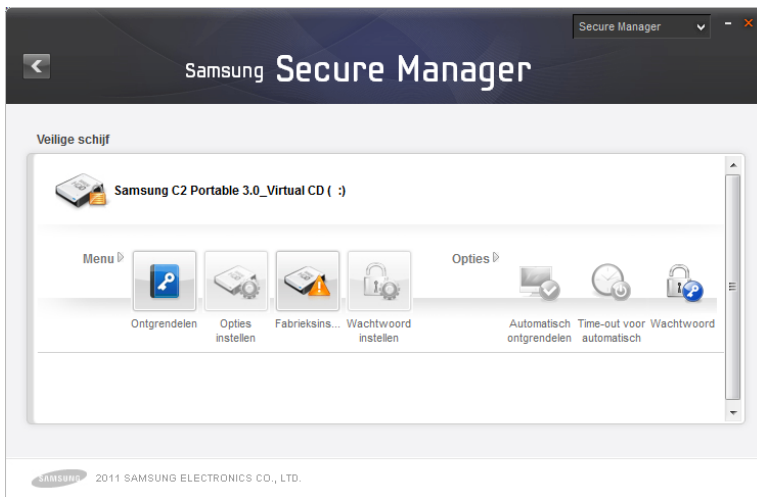 Secure Manager
Samsung Secure Manager
Veilige schijf
Samsung C2 Portable 3.0_Virtual CD ( :)
Menu
Opties
Ontgrendelen
Opties
instellen
Fabrieksins...
Wachtwoord
instellen
Automatisch
ontgrendelen
Time-out voor
automatisch
Wachtwoord
SAMSUNG
2011 SAMSUNG ELECTRONICS CO., LTD.